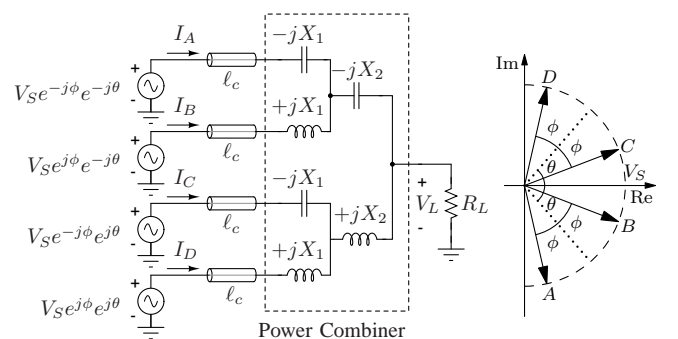 I_A
-jX_1
+
V_S e^{-jϕ} e^{-jθ}
-
ℓ_c
-jX_2
I_B
+jX_1
+
V_S e^{jϕ} e^{-jθ}
-
ℓ_c
I_C
-jX_1
+
V_S e^{-jϕ} e^{jθ}
-
ℓ_c
+jX_2
I_D
+jX_1
+
V_S e^{jϕ} e^{jθ}
-
ℓ_c
+
V_L
-
R_L
Power Combiner
Im
D
ϕ
ϕ
C
θ
V_S
Re
θ
B
ϕ
ϕ
A